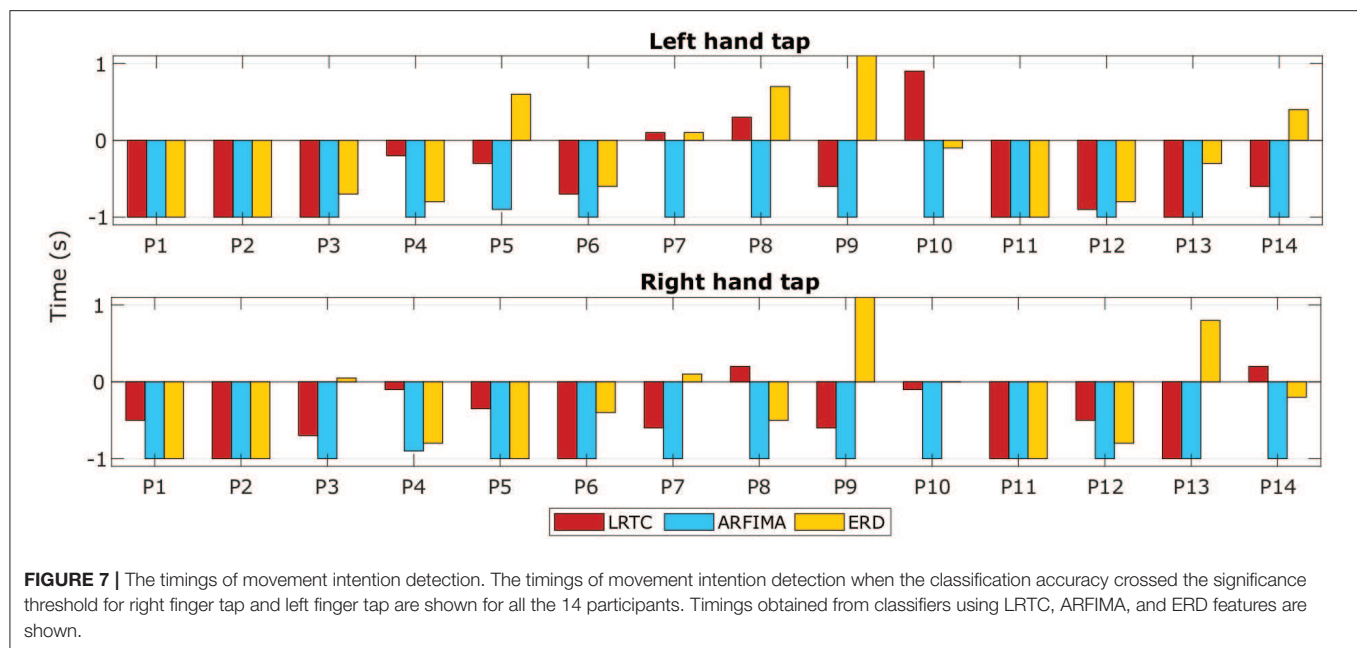 Left hand tap
1
0
-1
P1 P2 P3 P4 P5 P6 P7 P8 P9 P10 P11 P12 P13 P14
Time (s)
Right hand tap
1
0
-1
P1 P2 P3 P4 P5 P6 P7 P8 P9 P10 P11 P12 P13 P14
LRTC ARFIMA ERD
FIGURE 7 | The timings of movement intention detection. The timings of movement intention detection when the classification accuracy crossed the significance
threshold for right finger tap and left finger tap are shown for all the 14 participants. Timings obtained from classifiers using LRTC, ARFIMA, and ERD features are
shown.